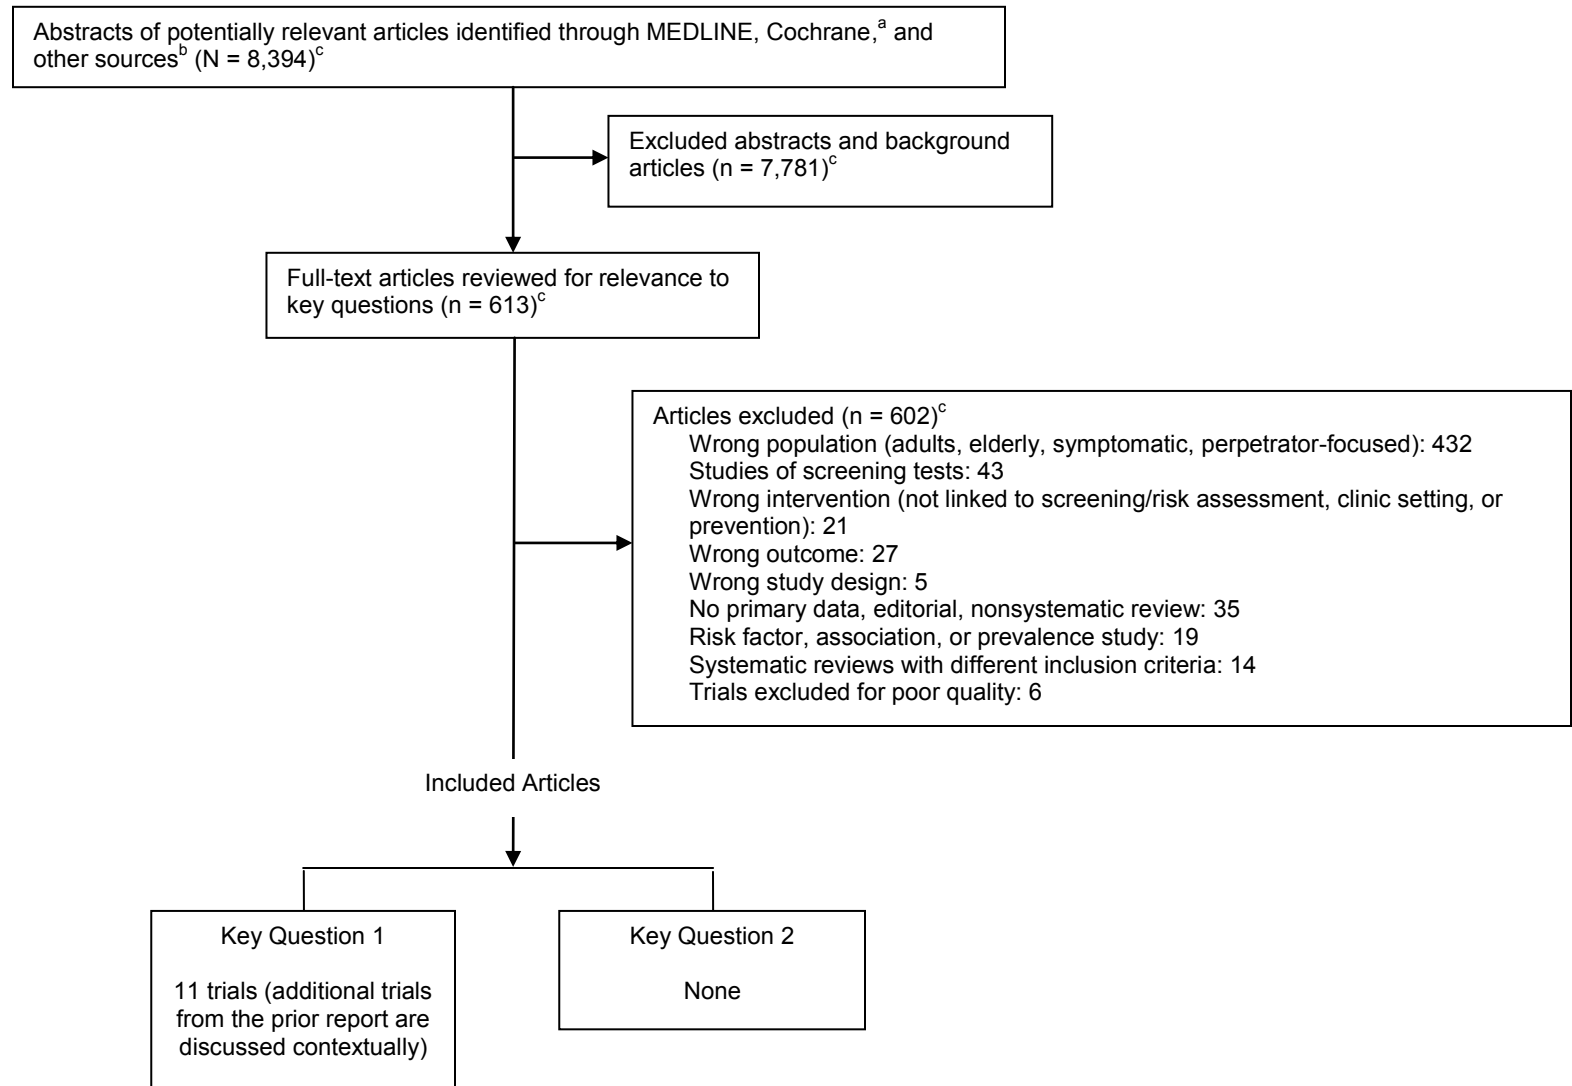 Abstracts of potentially relevant articles identified through MEDLINE, Cochrane,ᵃ and
other sourcesᵇ (N = 8,394)ᶜ
Excluded abstracts and background
articles (n = 7,781)ᶜ
Full-text articles reviewed for relevance to
key questions (n = 613)ᶜ
Articles excluded (n = 602)ᶜ
Wrong population (adults, elderly, symptomatic, perpetrator-focused): 432
Studies of screening tests: 43
Wrong intervention (not linked to screening/risk assessment, clinic setting, or
prevention): 21
Wrong outcome: 27
Wrong study design: 5
No primary data, editorial, nonsystematic review: 35
Risk factor, association, or prevalence study: 19
Systematic reviews with different inclusion criteria: 14
Trials excluded for poor quality: 6
Included Articles
Key Question 1
11 trials (additional trials
from the prior report are
discussed contextually)
Key Question 2
None